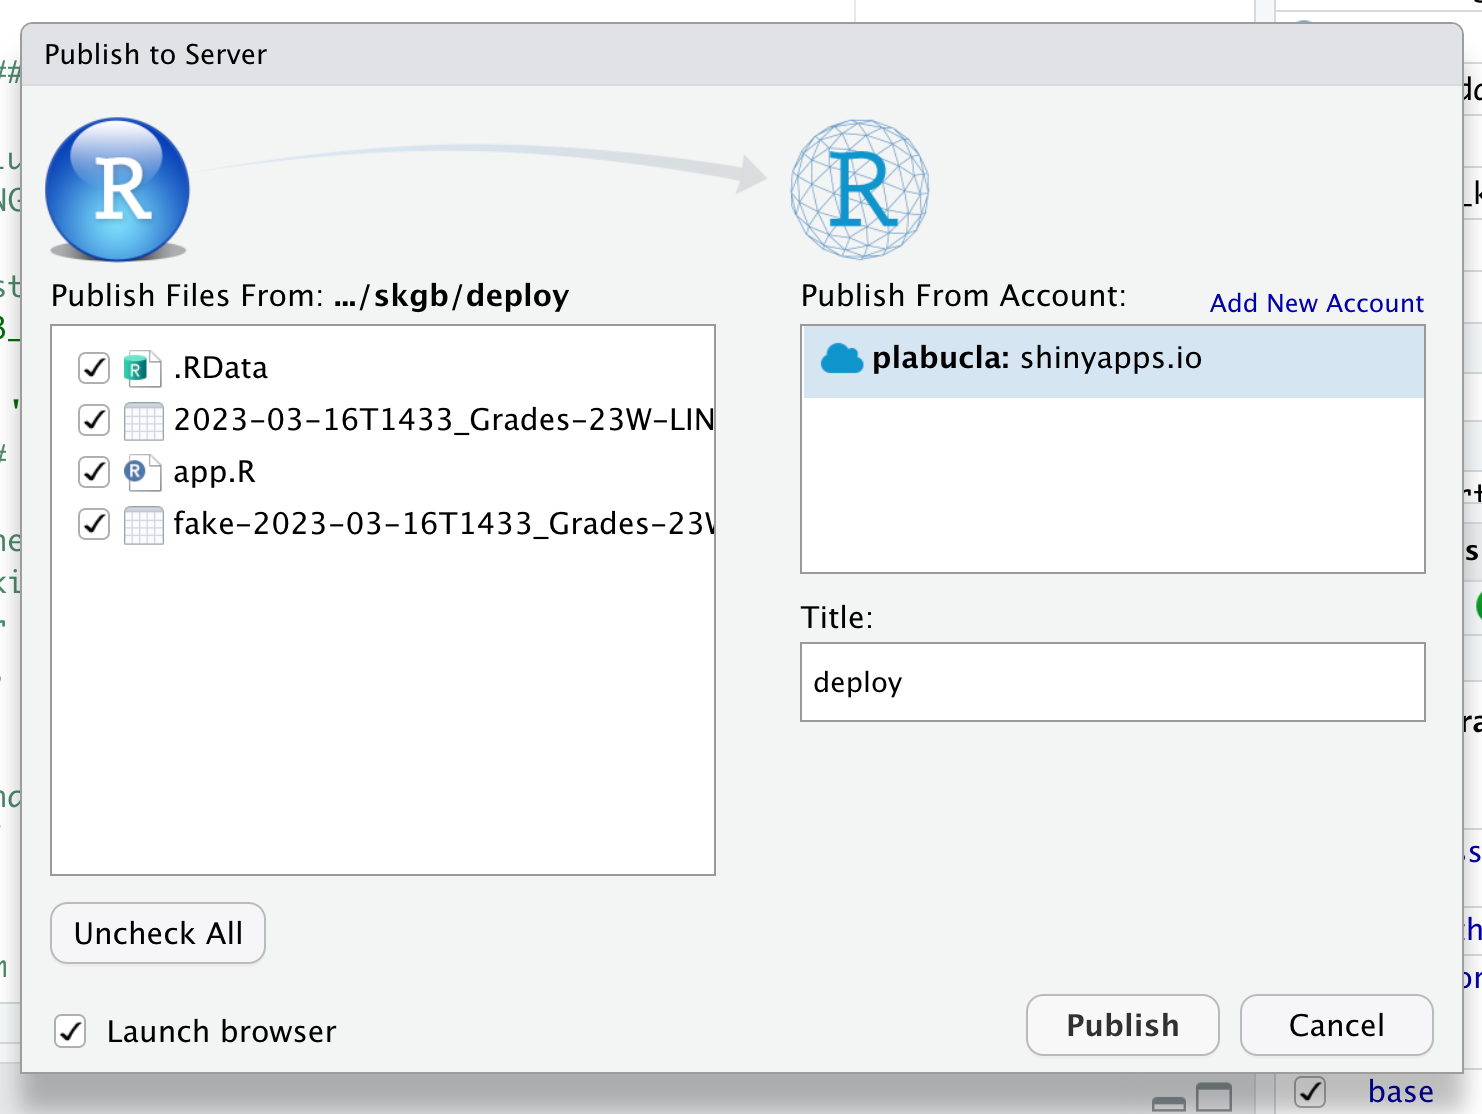 Publish to Server
R
R
Publish Files From: .../skgb/deploy
Publish From Account:
Add New Account
.RData
2023-03-16T1433_Grades-23W-LIN
app.R
fake-2023-03-16T1433_Grades-23W
plabucla: shinyapps.io
Title:
deploy
Uncheck All
Launch browser
Publish
Cancel
base